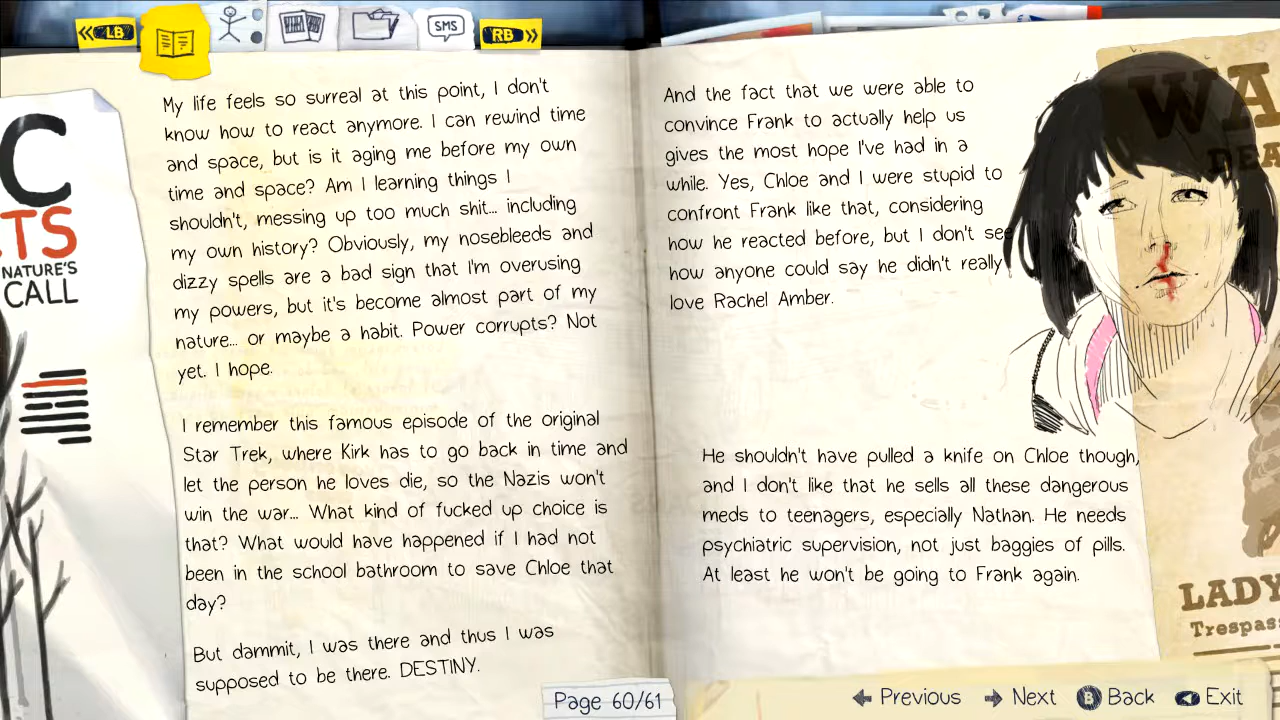 LB
SMS
RB
C
TS
NATURE'S
CALL
My life feels so surreal at this point, I don't
know how to react anymore. I can rewind time
and space, but is it aging me before my own
time and space? Am I learning things I
shouldn't, messing up too much shit... including
my own history? Obviously, my nosebleeds and
dizzy spells are a bad sign that I'm overusing
my powers, but it's become almost part of my
nature... or maybe a habit. Power corrupts? Not
yet. I hope.
I remember this famous episode of the original
Star Trek, where Kirk has to go back in time and
let the person he loves die, so the Nazis won't
win the war... What kind of fucked up choice is
that? What would have happened if I had not
been in the school bathroom to save Chloe that
day?
But dammit, I was there and thus I was
supposed to be there. DESTINY.
And the fact that we were able to
convince Frank to actually help us
gives the most hope I've had in a
while. Yes, Chloe and I were stupid to
confront Frank like that, considering
how he reacted before, but I don't see
how anyone could say he didn't really
love Rachel Amber.
He shouldn't have pulled a knife on Chloe though,
and I don't like that he sells all these dangerous
meds to teenagers, especially Nathan. He needs
psychiatric supervision, not just baggies of pills.
At least he won't be going to Frank again.
WA
DEA
LADY
Trespas
Page 60/61
Previous
Next
B Back
Exit